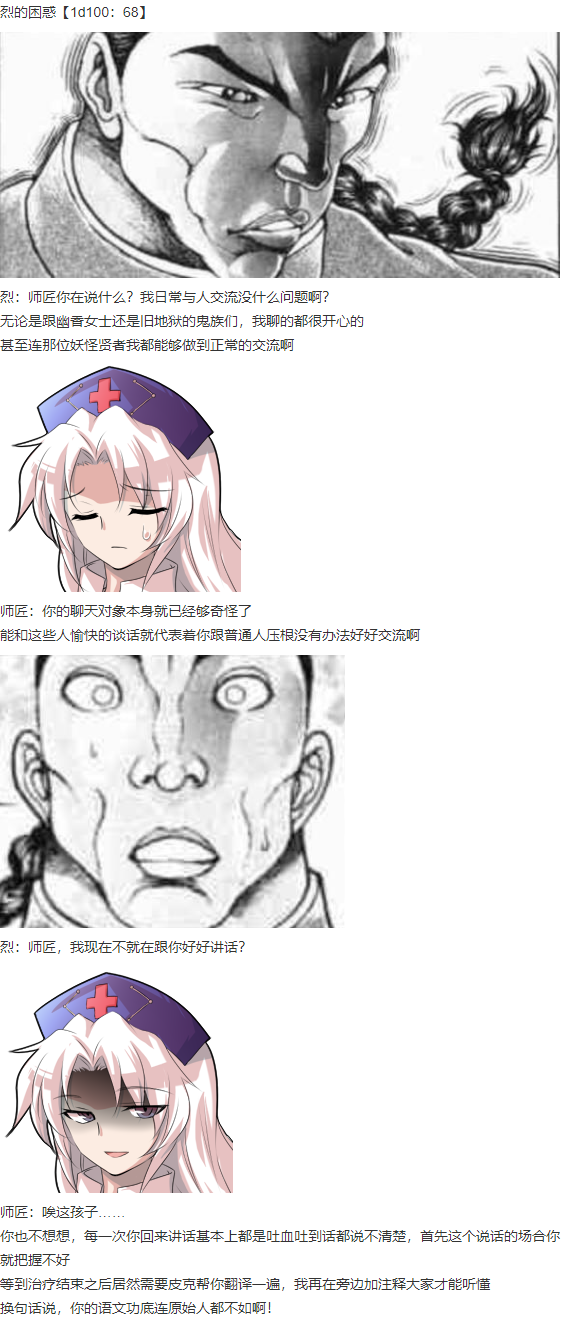 烈的困惑【1d100：68】
烈：师匠你在说什么？我日常与人交流没什么问题啊？
无论是跟幽香女士还是旧地狱的鬼族们，我聊的都很开心的
甚至连那位妖怪贤者我都能够做到正常的交流啊
师匠：你的聊天对象本身就已经够奇怪了
能和这些人愉快的谈话就代表着你跟普通人压根没有办法好好交流啊
烈：师匠，我现在不就在跟你好好讲话？
师匠：唉这孩子……
你也不想想，每一次你回来讲话基本上都是吐血吐到话都说不清楚，首先这个说话的场合你
就把握不好
等到治疗结束之后居然需要皮克帮你翻译一遍，我再在旁边加注释大家才能听懂
换句话说，你的语文功底连原始人都不如啊！